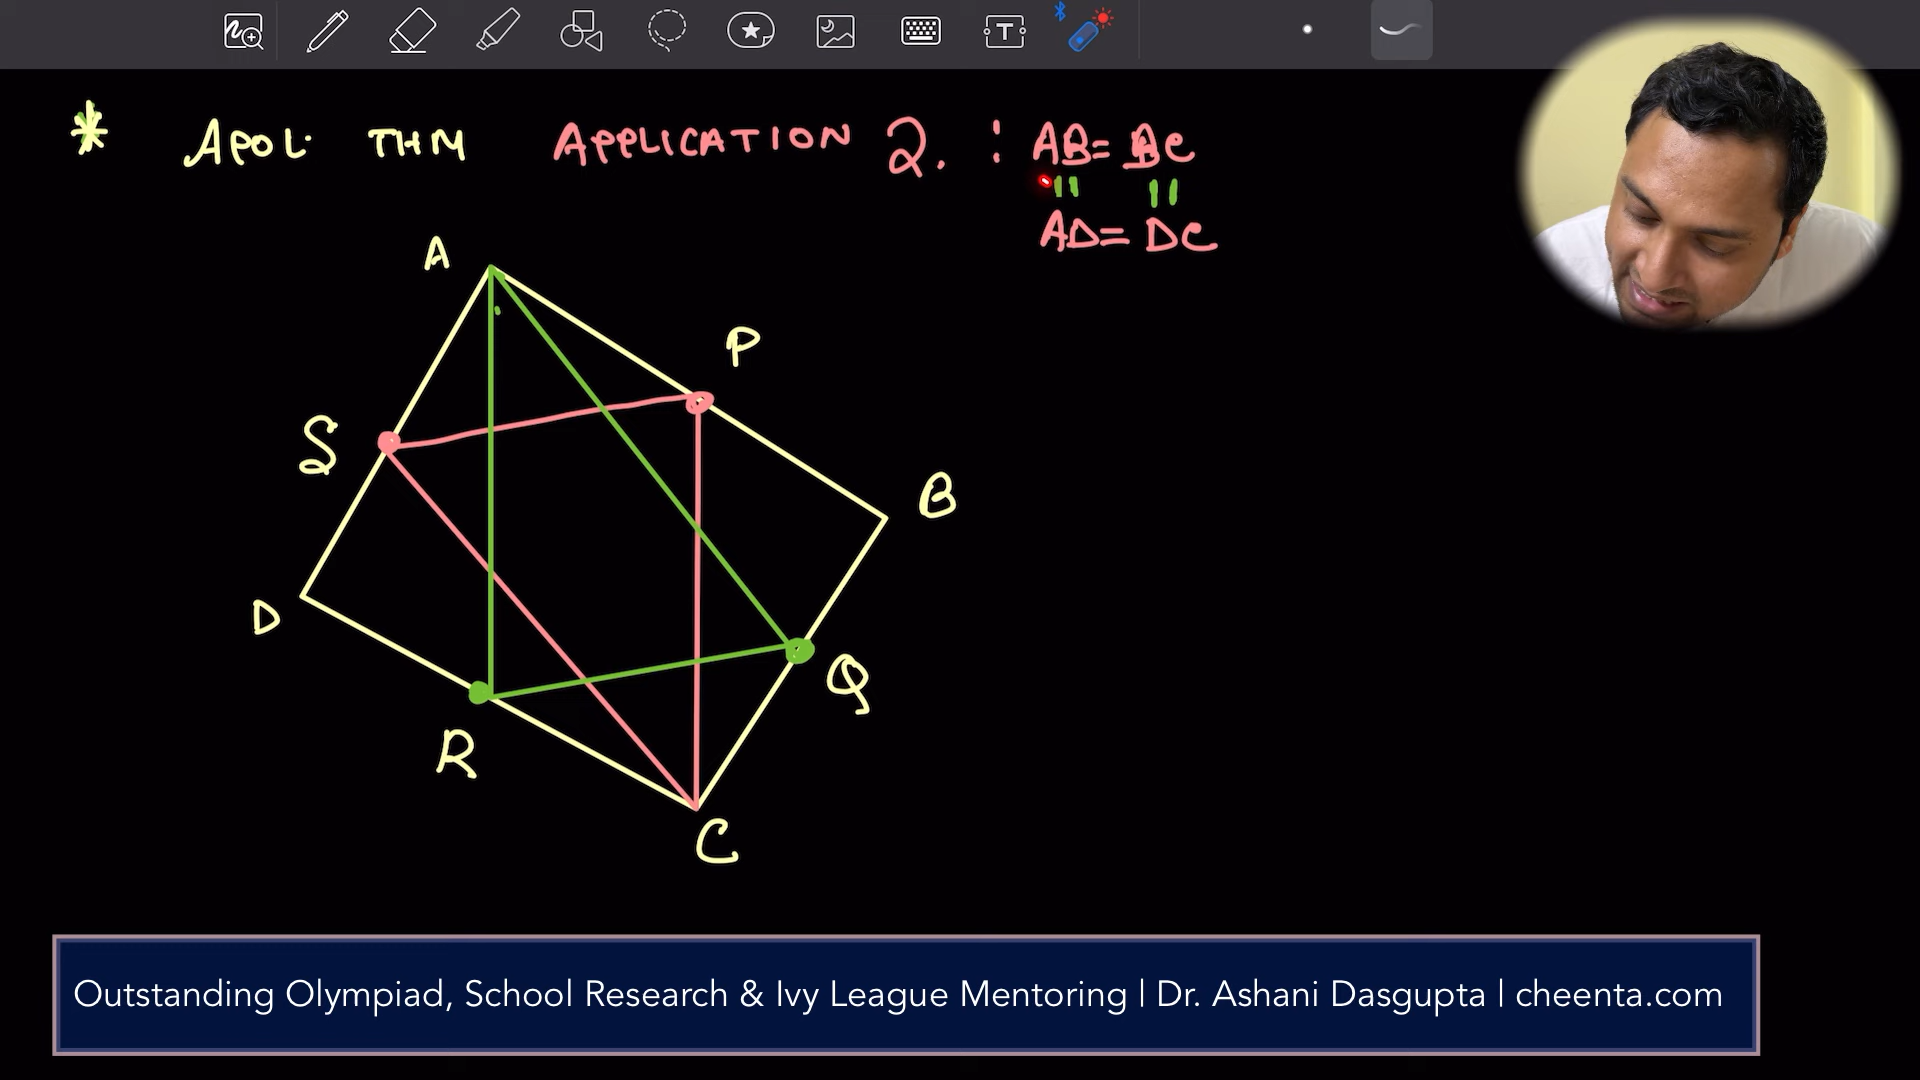 * APOL. THM APPLICATION 2. : AB= BC
|| ||
AD= DC
A
P
S
B
D
Q
R
C
Outstanding Olympiad, School Research & Ivy League Mentoring | Dr. Ashani Dasgupta | cheenta.com